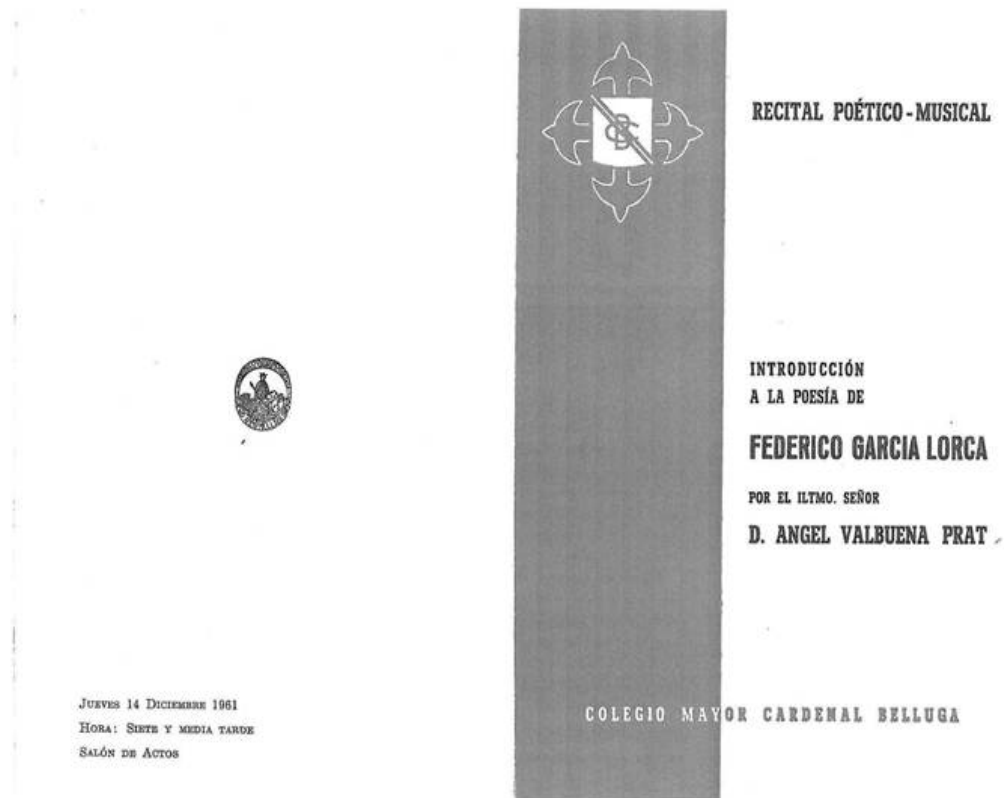 RECITAL POÉTICO-MUSICAL
INTRODUCCIÓN
A LA POESÍA DE
FEDERICO GARCIA LORCA
POR EL ILTMO. SEÑOR
D. ANGEL VALBUENA PRAT
COLEGIO MAYOR CARDENAL BELLUGA
JUEVES 14 DICIEMBRE 1961
HORA: SIETE Y MEDIA TARDE
SALÓN DE ACTOS